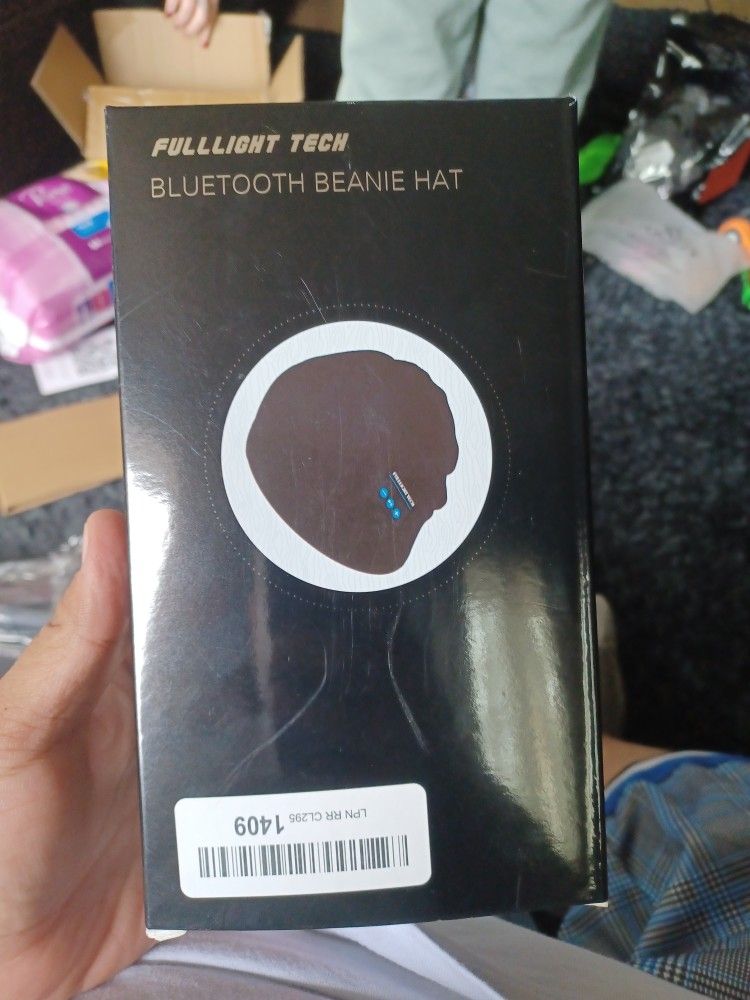 FULLLIGHT TECH
BLUETOOTH BEANIE HAT
LPN RR CL295 1409